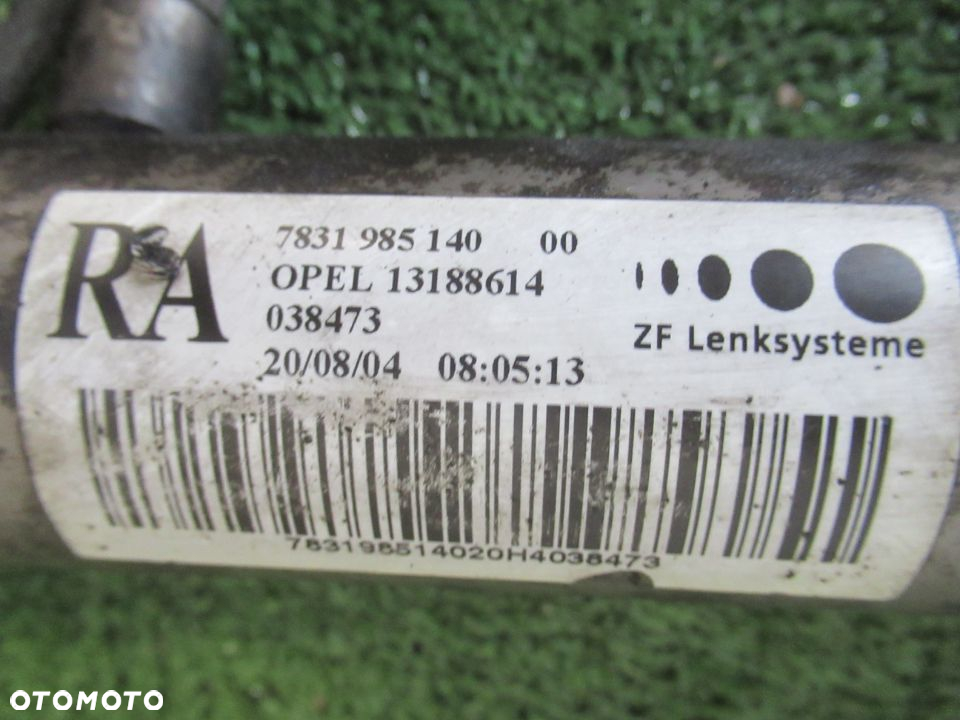 RA
7831 985 140 00
OPEL 13188614
038473
20/08/04 08:05:13
ZF Lenksysteme
783198514020H4038473
OTOMOTO